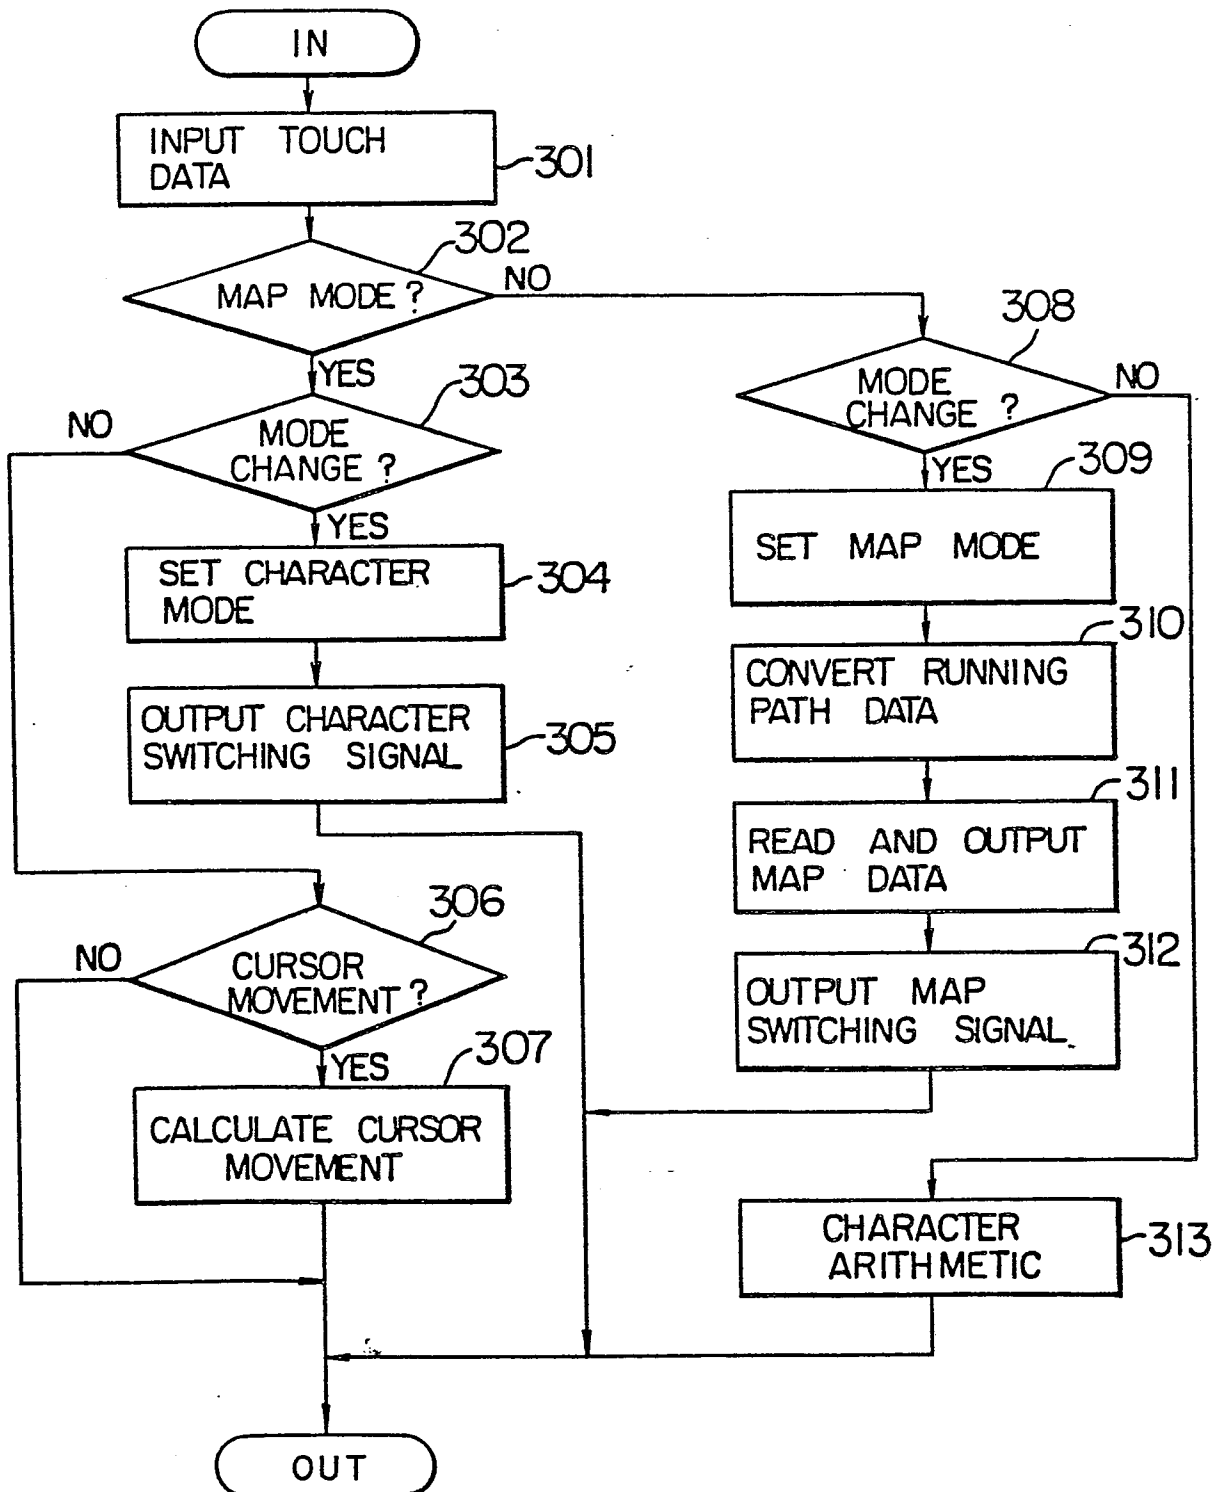 IN
INPUT TOUCH
DATA
301
302
MAP MODE?
NO
YES
303
NO
MODE
CHANGE?
YES
SET CHARACTER
MODE
304
OUTPUT CHARACTER
SWITCHING SIGNAL
305
306
NO
CURSOR
MOVEMENT?
YES
307
CALCULATE CURSOR
MOVEMENT
308
MODE
CHANGE?
NO
YES
309
SET MAP MODE
310
CONVERT RUNNING
PATH DATA
311
READ AND OUTPUT
MAP DATA
312
OUTPUT MAP
SWITCHING SIGNAL
CHARACTER
ARITHMETIC
313
OUT